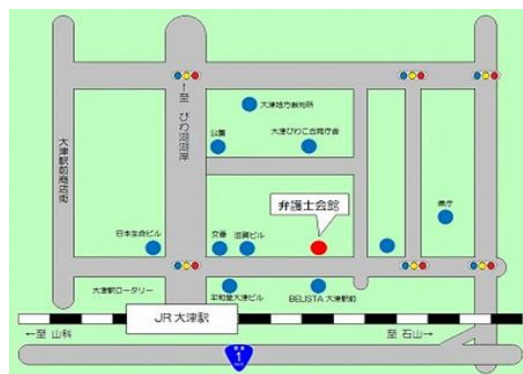 ←至 びわ湖湖岸
大津地方裁判所
公園
大津びわこ合同庁舎
大津駅前商店街
弁護士会館
県庁
日本生命ビル
交番
滋賀ビル
大津駅ロータリー
平和堂大津ビル
BELISTA 大津駅前
JR 大津駅
←至 山科
至 石山→
1